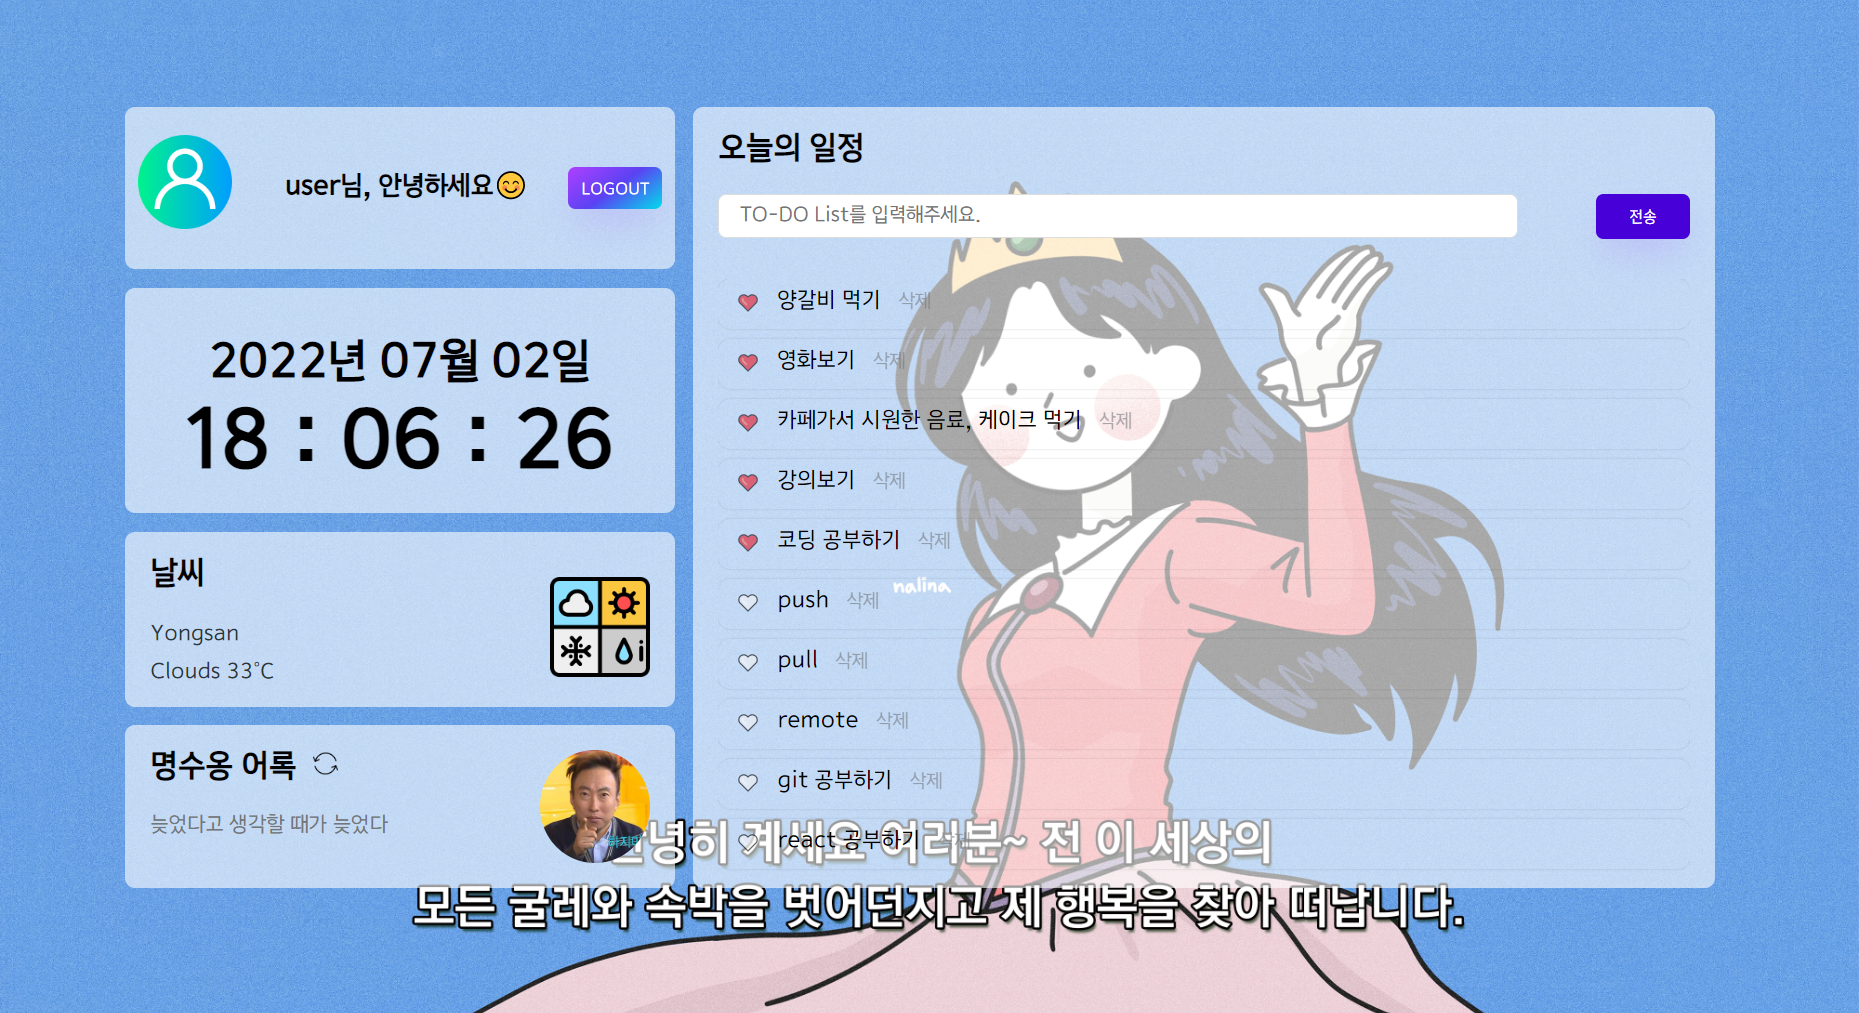 user님, 안녕하세요😊
LOGOUT
2022년 07월 02일
18 : 06 : 26
날씨
Yongsan
Clouds 33°C
명수옹 어록
늦었다고 생각할 때가 늦었다
오늘의 일정
TO-DO List를 입력해주세요.
전송
양갈비 먹기 삭제
영화보기 삭제
카페가서 시원한 음료, 케이크 먹기 삭제
강의보기 삭제
코딩 공부하기 삭제
push 삭제
nalina
pull 삭제
remote 삭제
git 공부하기 삭제
react 공부하기 삭제
녕히 계세요 여러분~ 전 이 세상의
모든 굴레와 속박을 벗어던지고 제 행복을 찾아 떠납니다.